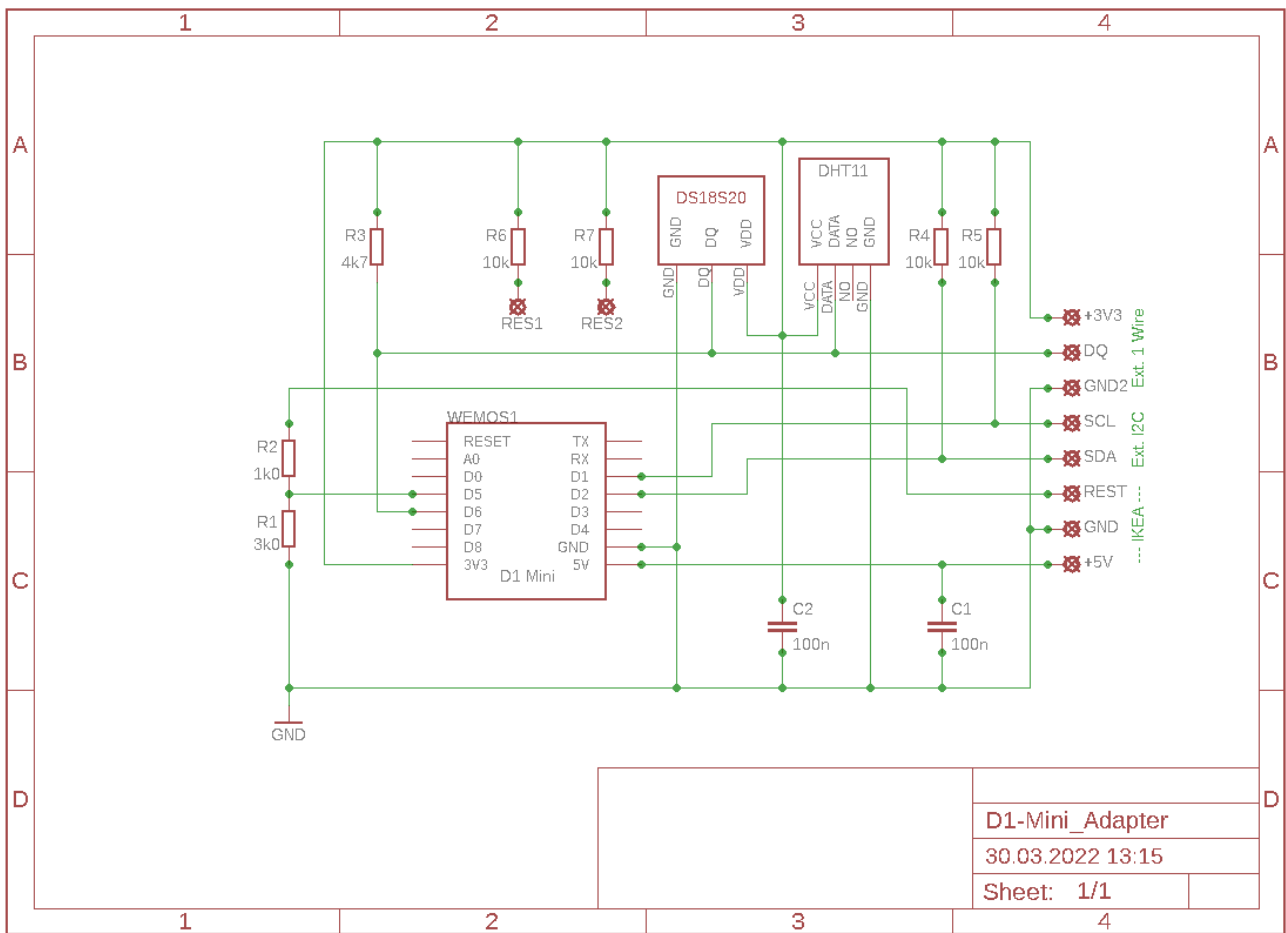 1 2 3 4
A A
DHT11
DS18S20
GND DQ VDD
VCC DATA NO GND
R3 4k7
R6 10k
R7 10k
R4 10k
R5 10k
GND DQ VDD
VCC DATA NO GND
RES1 RES2
+3V3
DQ
GND2
SCL
SDA
REST
GND
+5V
Ext. 1 Wire
Ext. I2C
--- IKEA ---
B B
WEMOS1
RESET TX
A0 RX
D0 D1
D5 D2
D6 D3
D7 D4
D8 GND
3V3 5V
D1 Mini
R2
1k0
R1
3k0
C C
C2
100n
C1
100n
GND
D D
D1-Mini_Adapter
30.03.2022 13:15
Sheet: 1/1
1 2 3 4